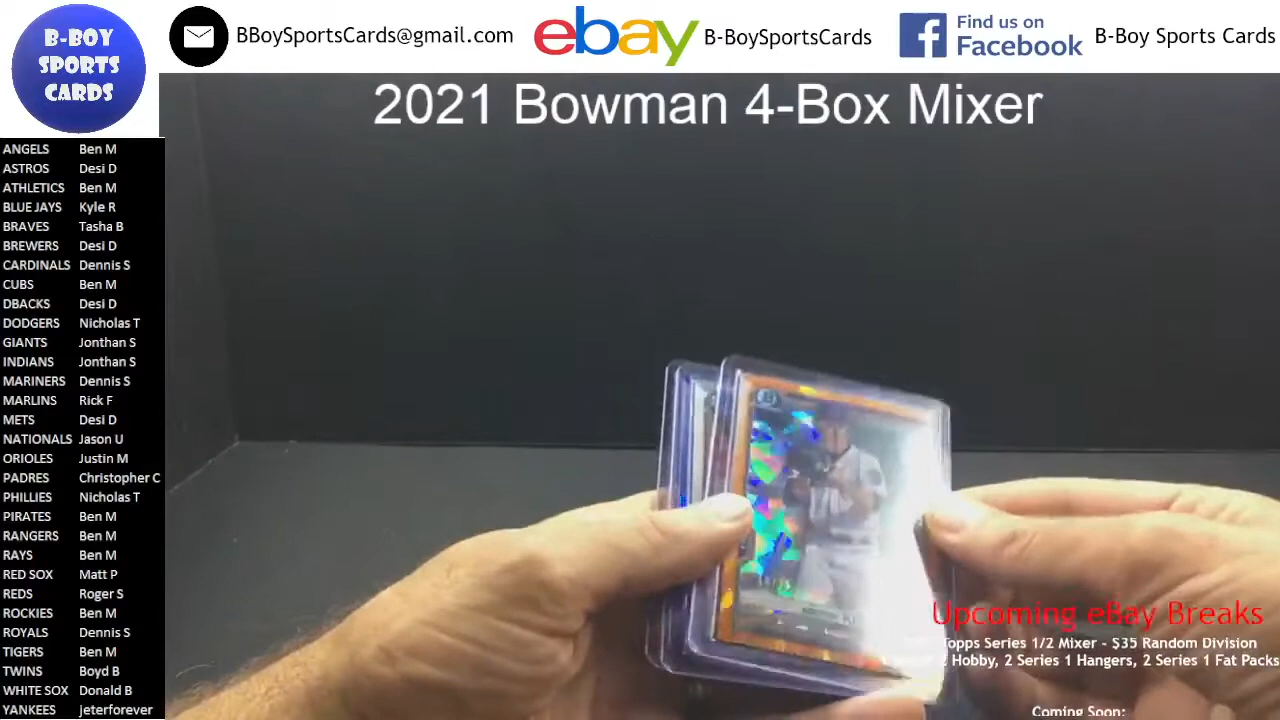 B-BOY
SPORTS
CARDS
BBoySportsCards@gmail.com
ebay
B-BoySportsCards
Find us on
Facebook
B-Boy Sports Cards
2021 Bowman 4-Box Mixer
ANGELS Ben M
ASTROS Desi D
ATHLETICS Ben M
BLUE JAYS Kyle R
BRAVES Tasha B
BREWERS Desi D
CARDINALS Dennis S
CUBS Ben M
DBACKS Desi D
DODGERS Nicholas T
GIANTS Jonthan S
INDIANS Jonthan S
MARINERS Dennis S
MARLINS Rick F
METS Desi D
NATIONALS Jason U
ORIOLES Justin M
PADRES Christopher C
PHILLIES Nicholas T
PIRATES Ben M
RANGERS Ben M
RAYS Ben M
RED SOX Matt P
REDS Roger S
ROCKIES Ben M
ROYALS Dennis S
TIGERS Ben M
TWINS Boyd B
WHITE SOX Donald B
YANKEES jeterforever
Upcoming eBay Breaks
Topps Series 1/2 Mixer - $35 Random Division
2 Hobby, 2 Series 1 Hangers, 2 Series 1 Fat Packs
Coming Soon: